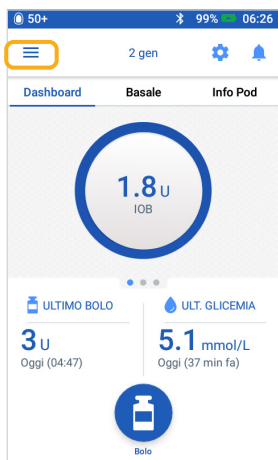 50+ 99% 06:26
2 gen
Dashboard Basale Info Pod
1.8 U
IOB
ULTIMO BOLO ULT. GLICEMIA
3 U 5.1 mmol/L
Oggi (04:47) Oggi (37 min fa)
Bolo